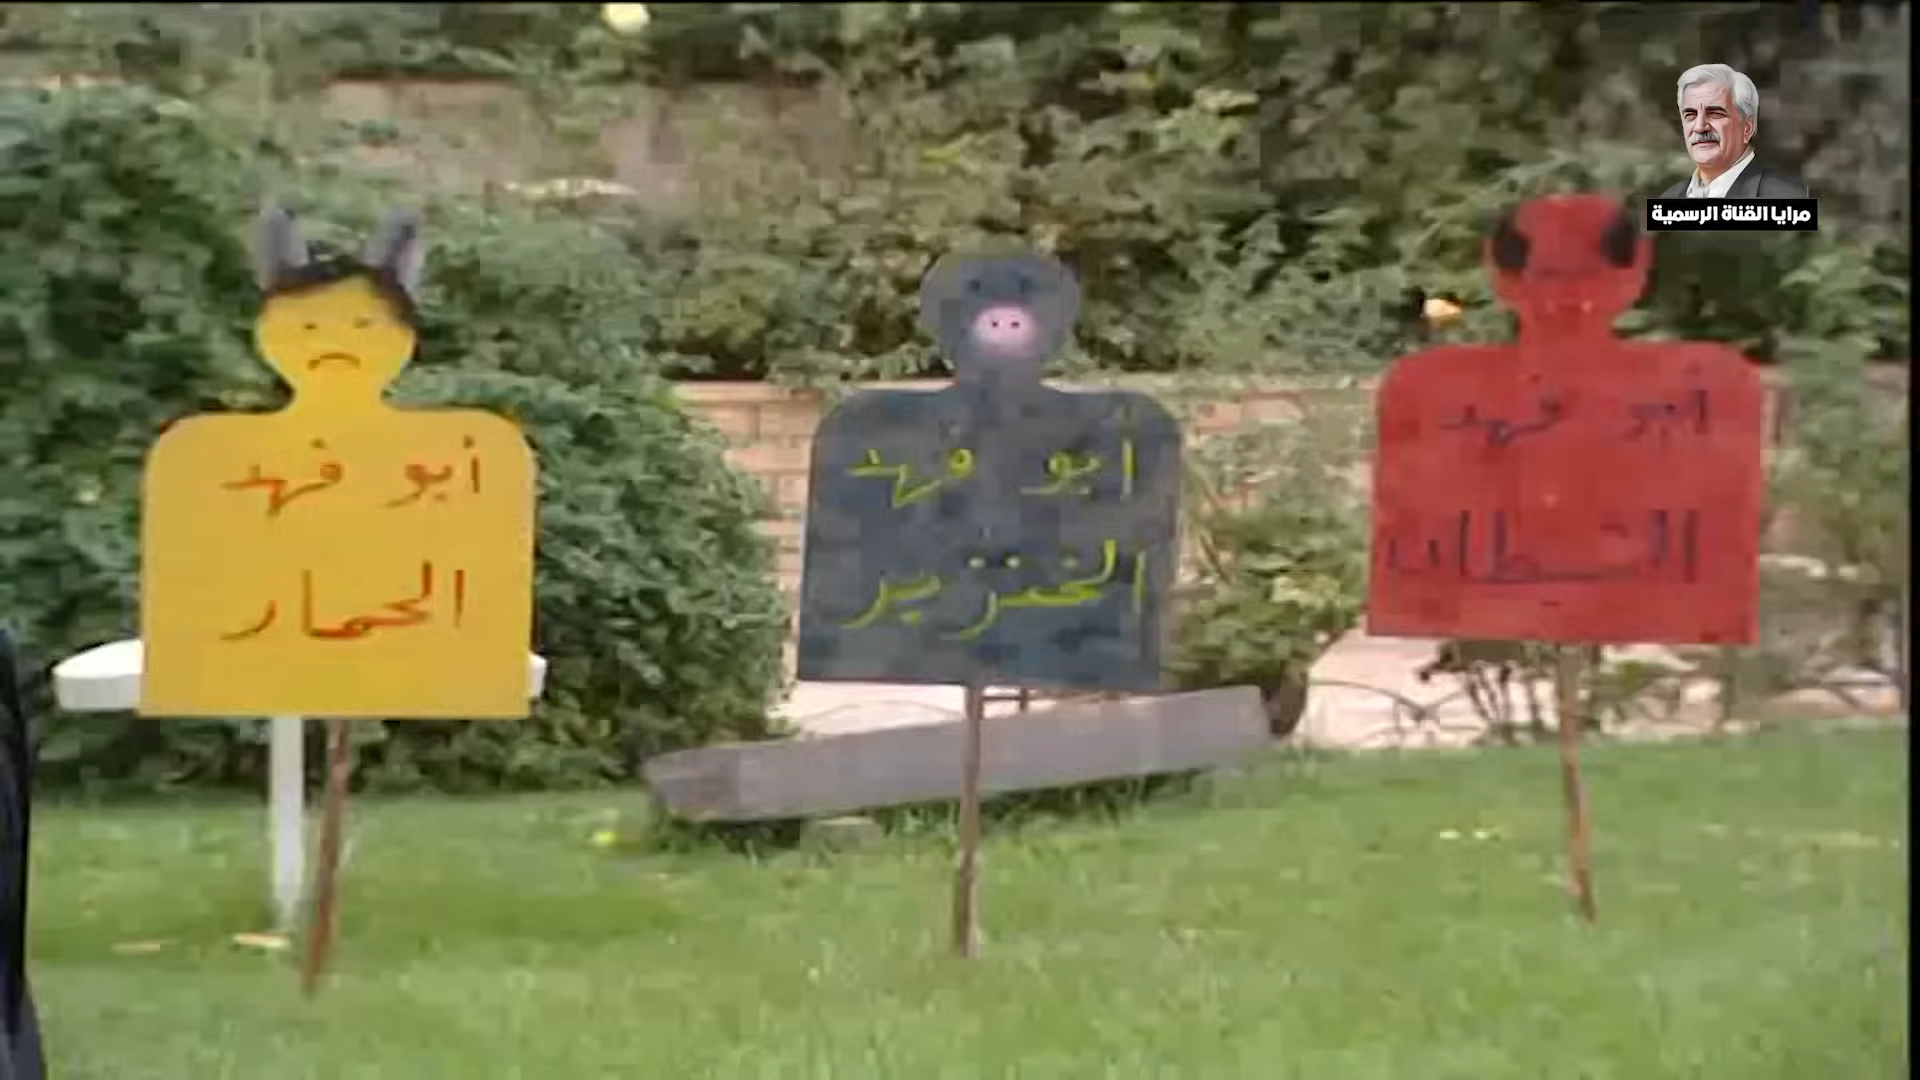 مرايا القناة الرسمية
أبو فهد
الشيطان
أبو فهد
الخنزير
أبو فهد
الحمار